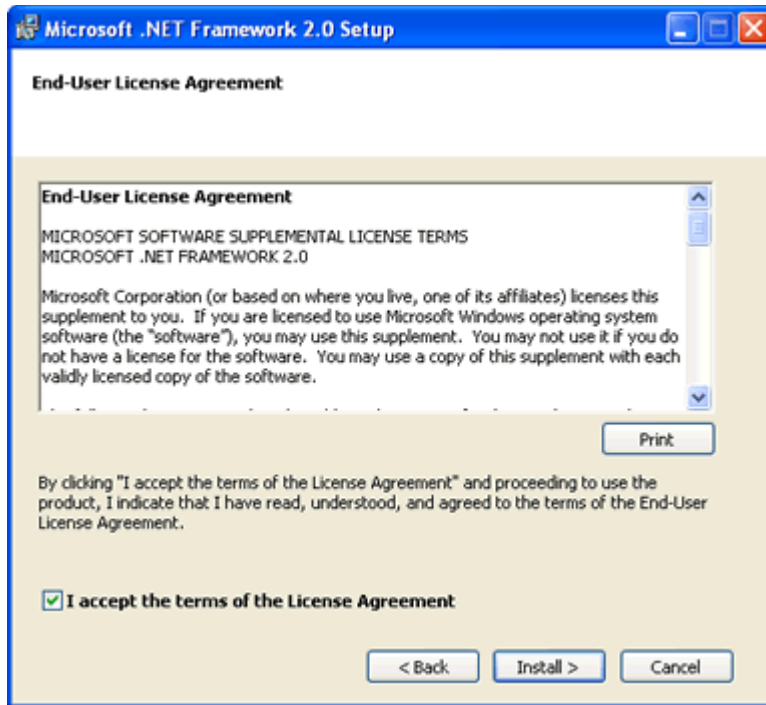 Microsoft .NET Framework 2.0 Setup
End-User License Agreement
End-User License Agreement
MICROSOFT SOFTWARE SUPPLEMENTAL LICENSE TERMS
MICROSOFT .NET FRAMEWORK 2.0
Microsoft Corporation (or based on where you live, one of its affiliates) licenses this
supplement to you. If you are licensed to use Microsoft Windows operating system
software (the "software"), you may use this supplement. You may not use it if you do
not have a license for the software. You may use a copy of this supplement with each
validly licensed copy of the software.
Print
By clicking "I accept the terms of the License Agreement" and proceeding to use the
product, I indicate that I have read, understood, and agreed to the terms of the End-User
License Agreement.
I accept the terms of the License Agreement
< Back Install > Cancel